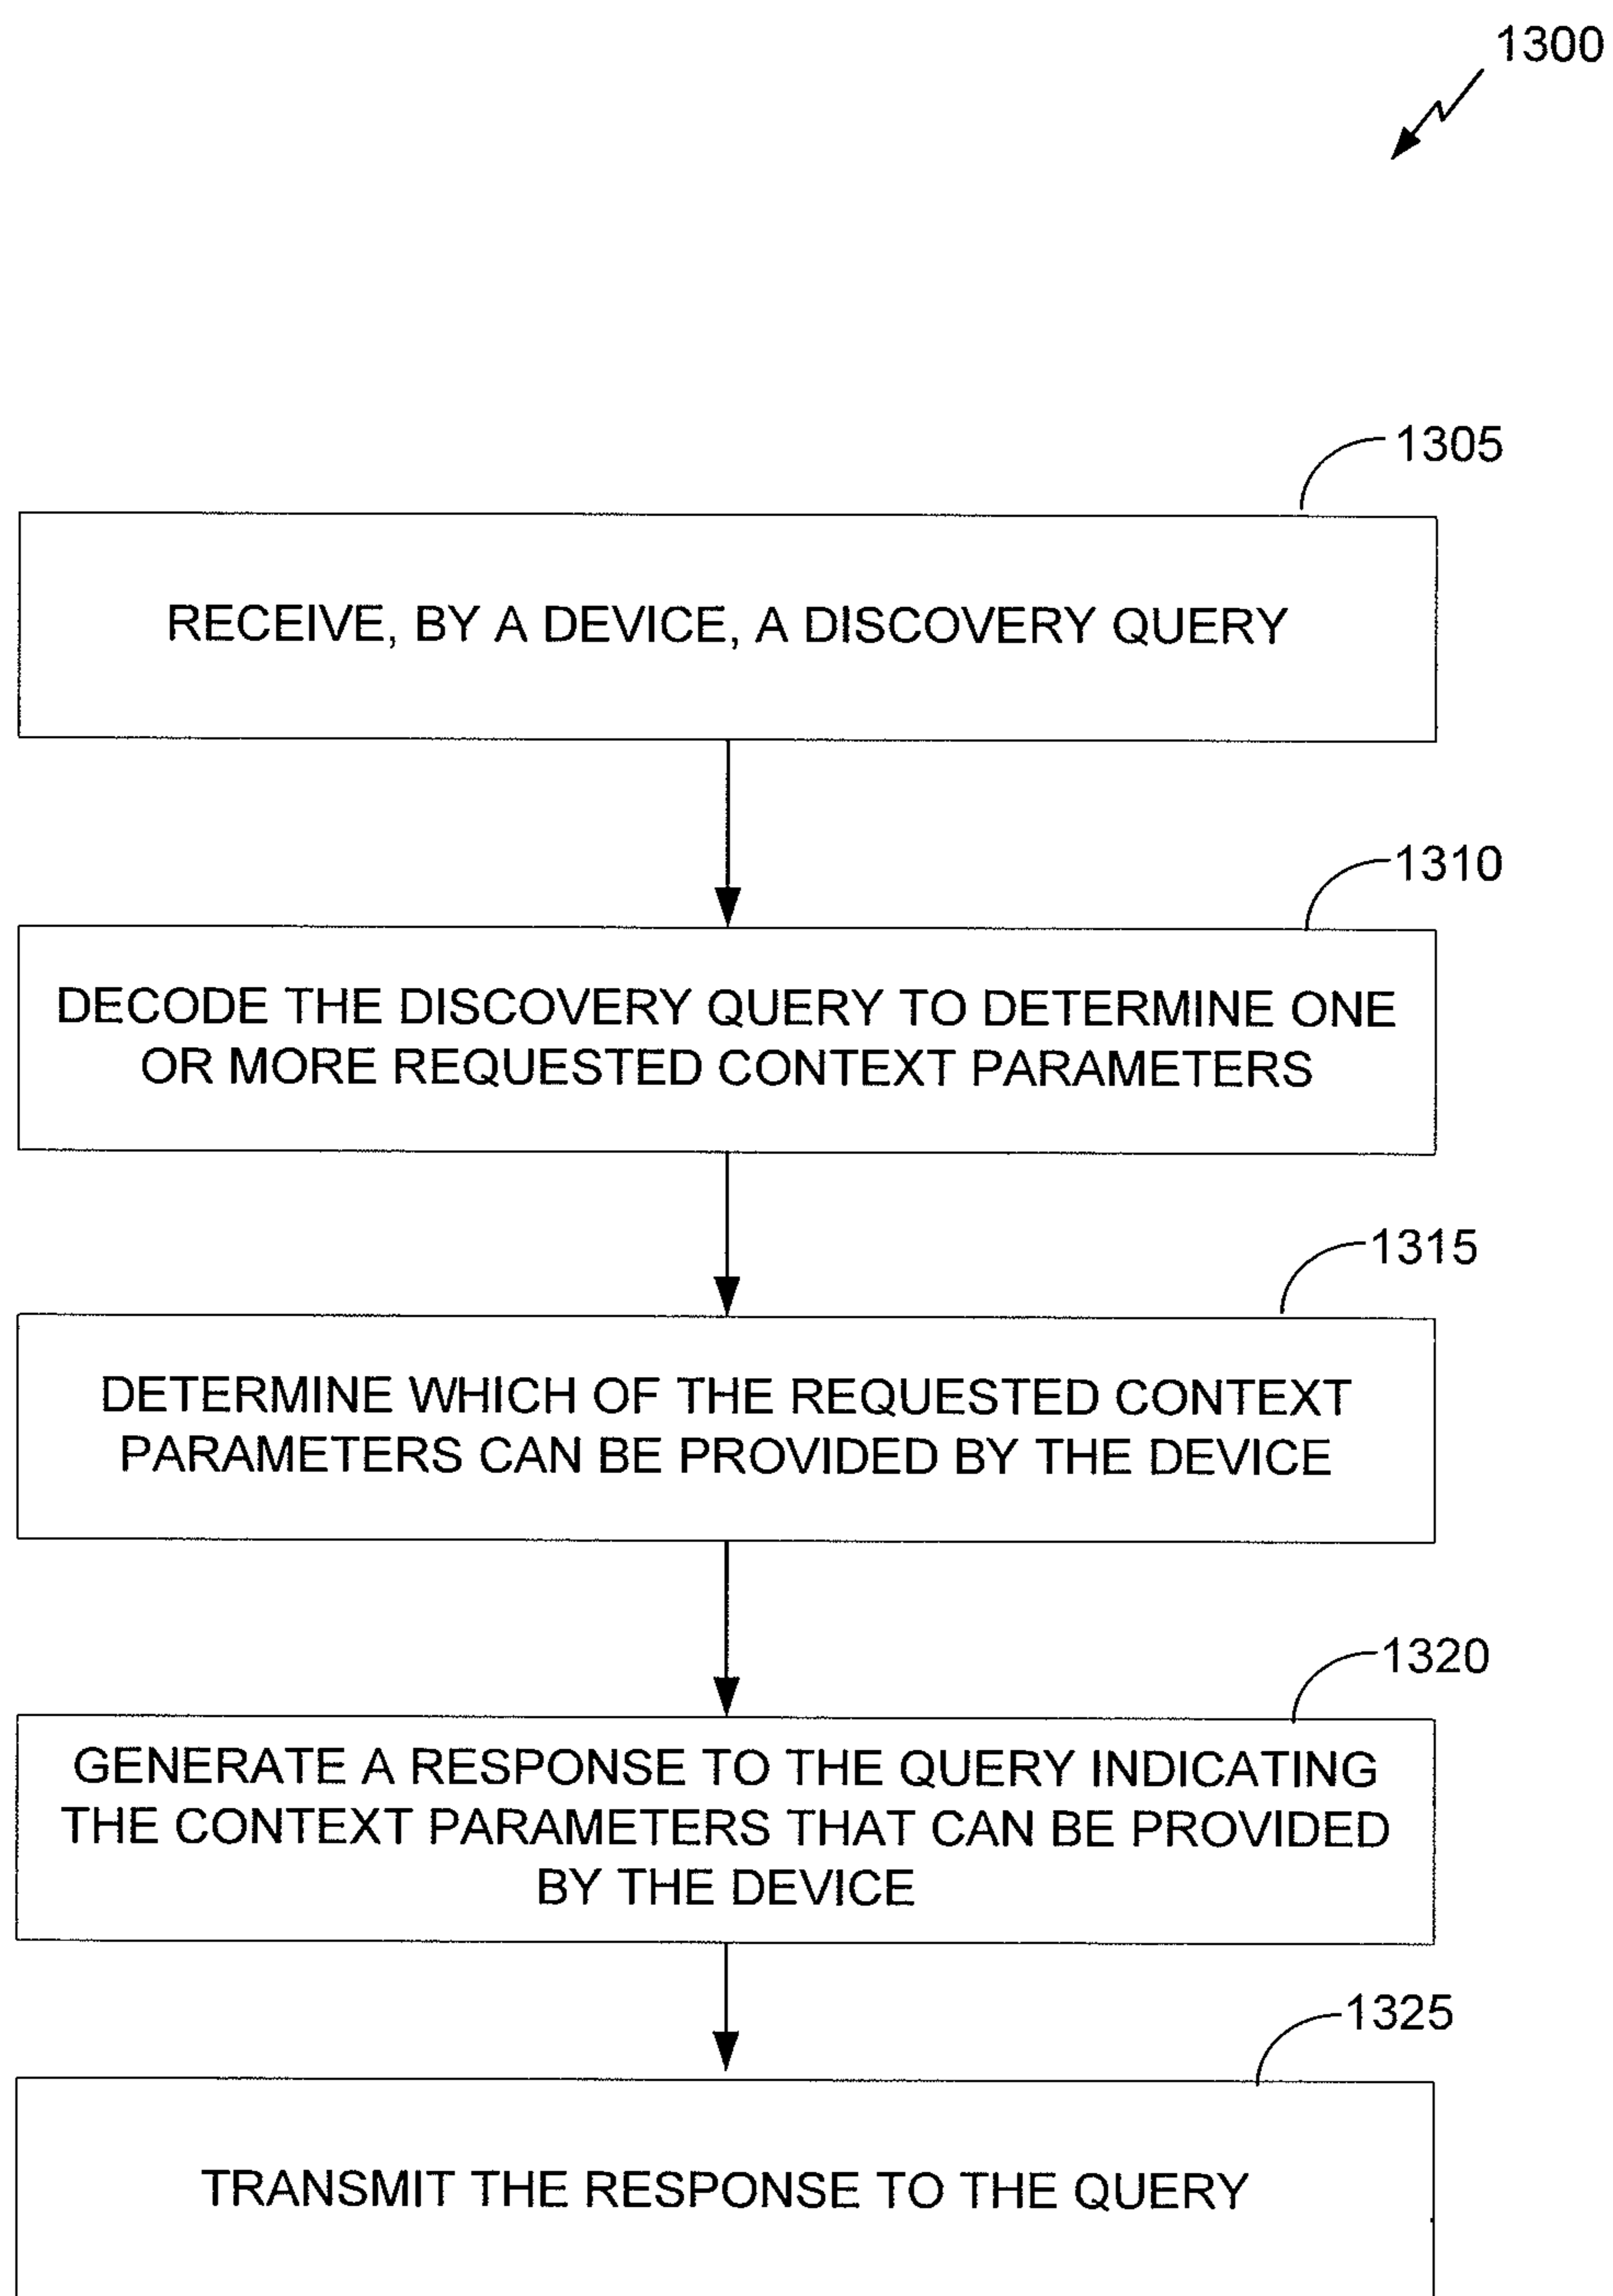 1300
1305
RECEIVE, BY A DEVICE, A DISCOVERY QUERY
1310
DECODE THE DISCOVERY QUERY TO DETERMINE ONE
OR MORE REQUESTED CONTEXT PARAMETERS
1315
DETERMINE WHICH OF THE REQUESTED CONTEXT
PARAMETERS CAN BE PROVIDED BY THE DEVICE
1320
GENERATE A RESPONSE TO THE QUERY INDICATING
THE CONTEXT PARAMETERS THAT CAN BE PROVIDED
BY THE DEVICE
1325
TRANSMIT THE RESPONSE TO THE QUERY